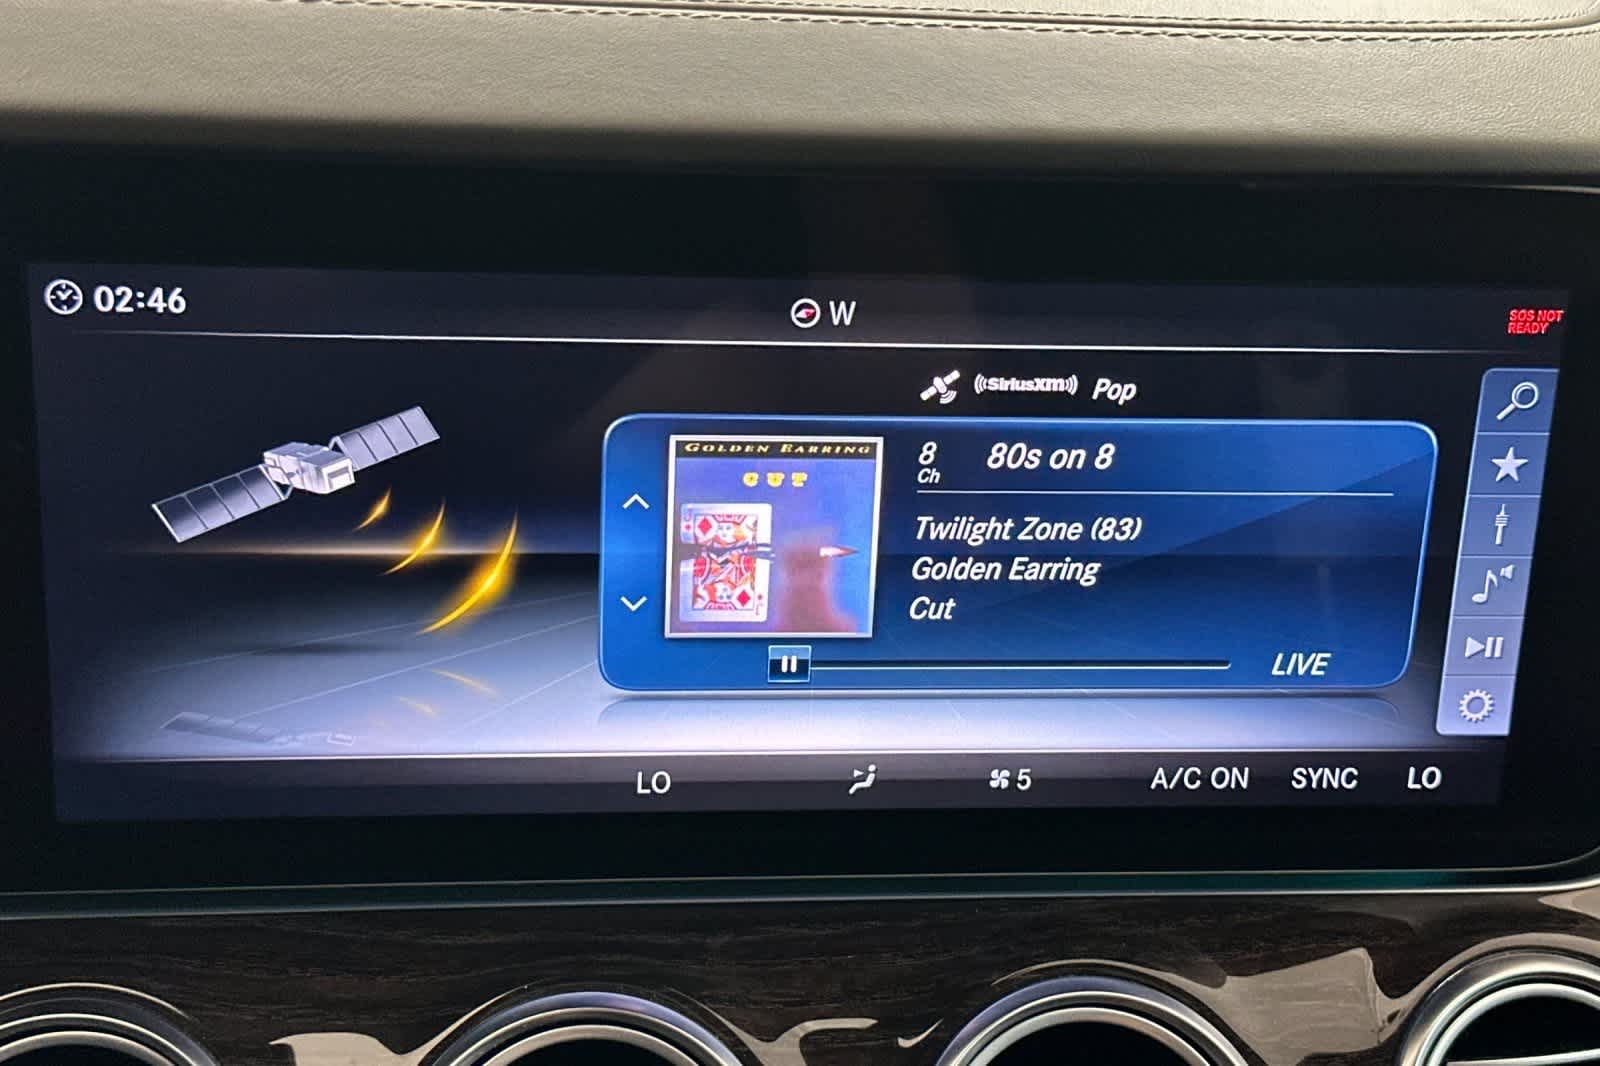 02:46
W
SOS NOT
READY
((SiriusXM)) Pop
GOLDEN EARRING
CUT
J
J
8
Ch
80s on 8
Twilight Zone (83)
Golden Earring
Cut
LIVE
LO
5
A/C ON
SYNC
LO